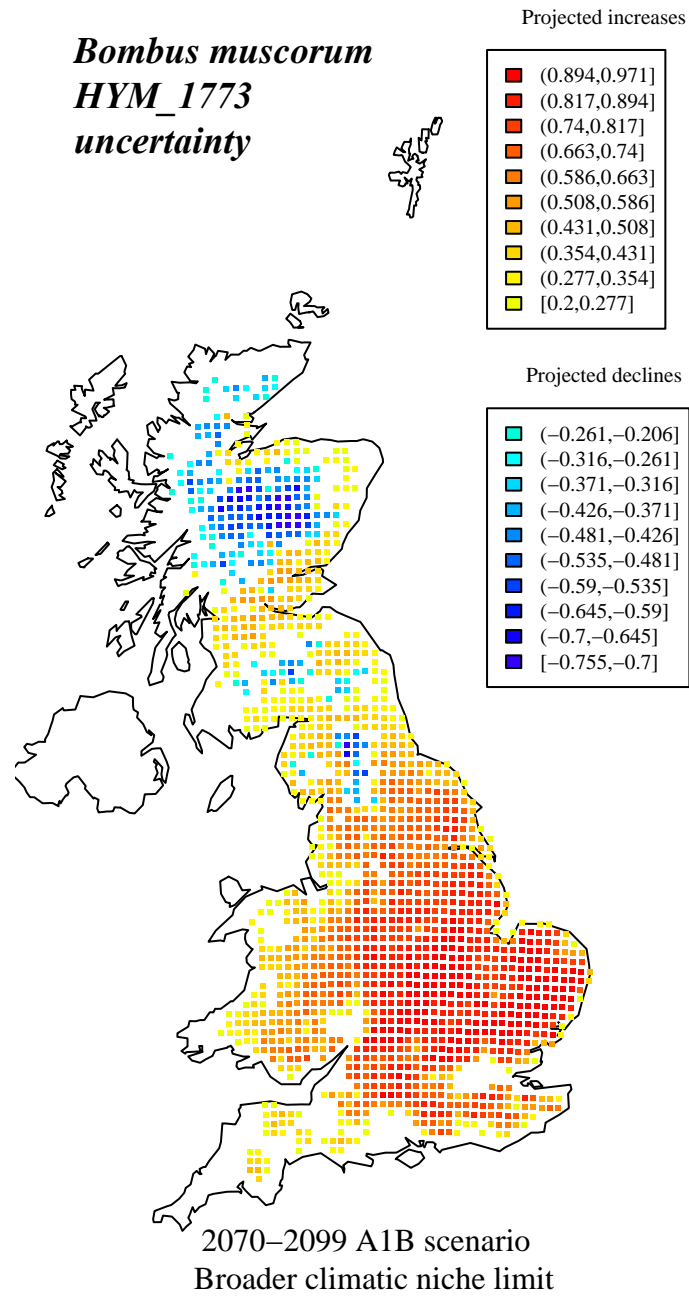 Bombus muscorum
HYM_1773
uncertainty
Projected increases
(0.894,0.971]
(0.817,0.894]
(0.74,0.817]
(0.663,0.74]
(0.586,0.663]
(0.508,0.586]
(0.431,0.508]
(0.354,0.431]
(0.277,0.354]
[0.2,0.277]
Projected declines
(−0.261,−0.206]
(−0.316,−0.261]
(−0.371,−0.316]
(−0.426,−0.371]
(−0.481,−0.426]
(−0.535,−0.481]
(−0.59,−0.535]
(−0.645,−0.59]
(−0.7,−0.645]
[−0.755,−0.7]
2070−2099 A1B scenario
Broader climatic niche limit